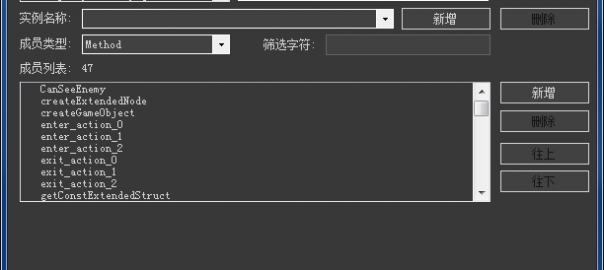 实例名称: 新增 删除
成员类型: Method 筛选字符:
成员列表: 47
CanSeeEnemy 新增
createExtendedNode
createGameObject
enter_action_0 删除
enter_action_1
enter_action_2
exit_action_0 往上
exit_action_1
exit_action_2 往下
getConstExtendedStruct